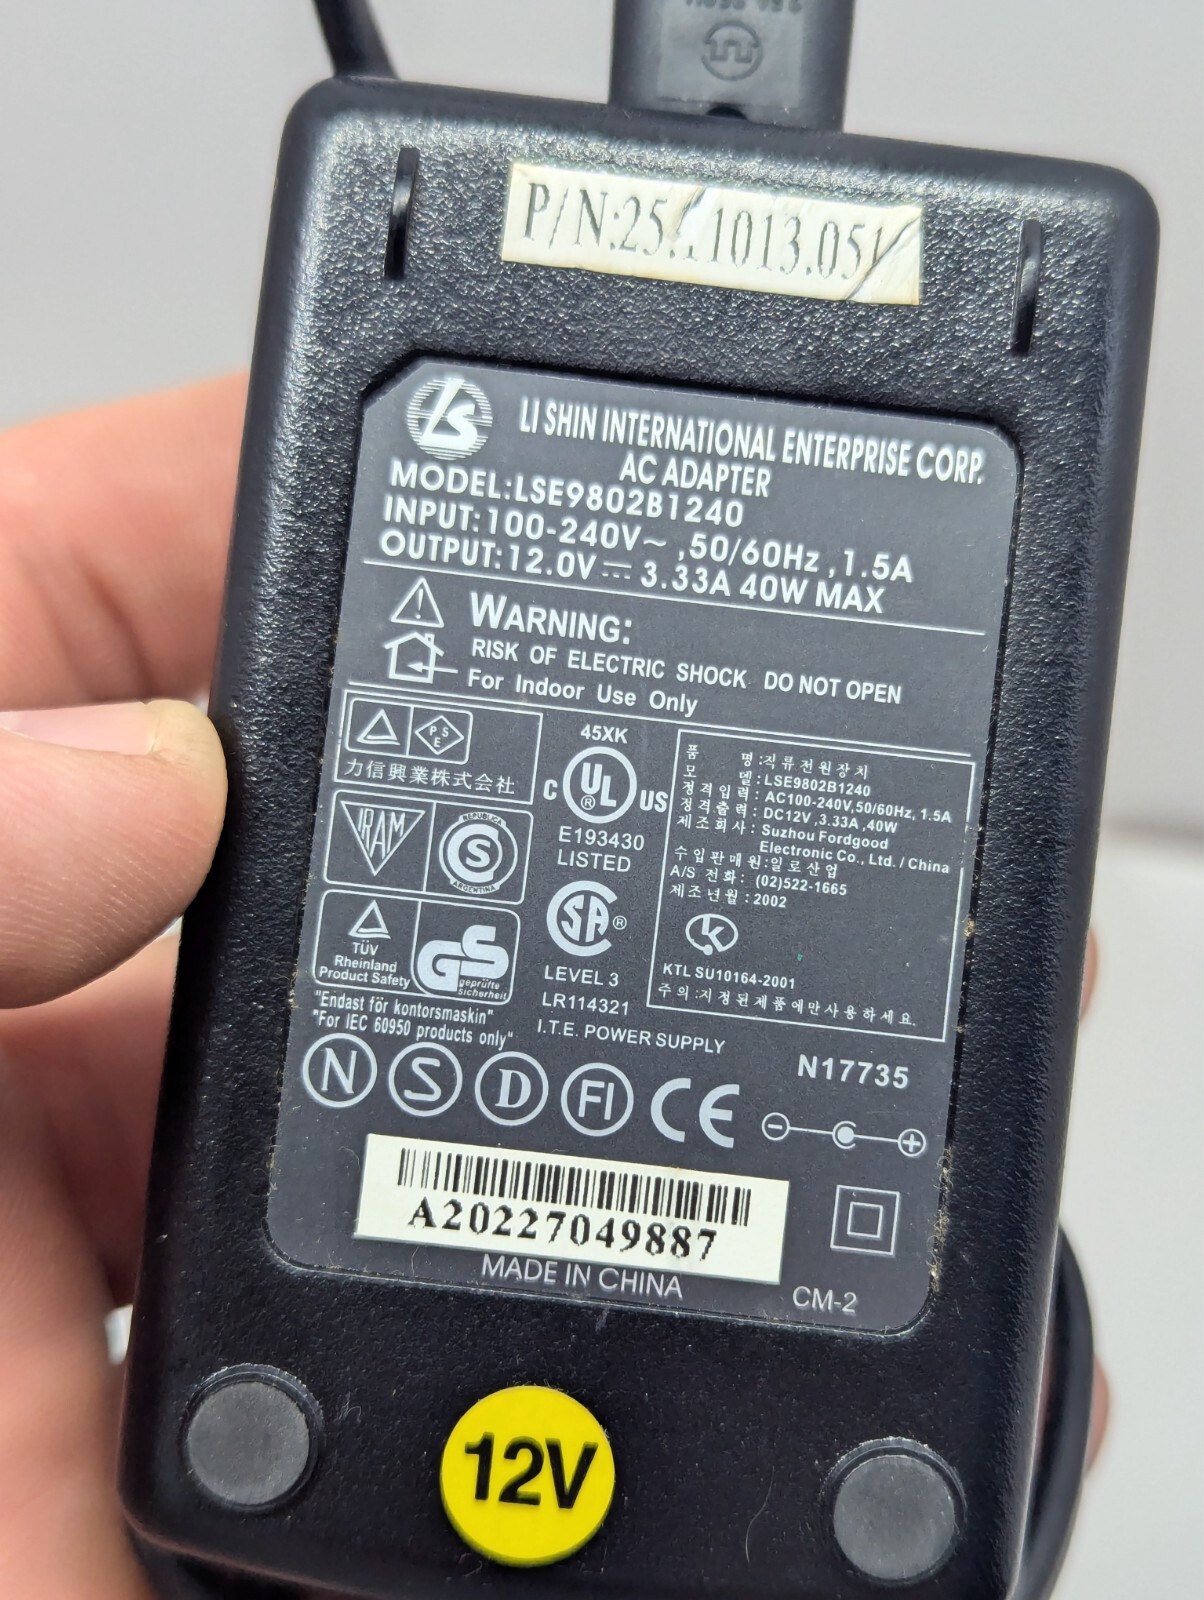 P/N:25.11013.051
LS
LI SHIN INTERNATIONAL ENTERPRISE CORP.
AC ADAPTER
MODEL:LSE9802B1240
INPUT:100-240V~ ,50/60Hz ,1.5A
OUTPUT:12.0V⎓ 3.33A 40W MAX
WARNING:
RISK OF ELECTRIC SHOCK DO NOT OPEN
For Indoor Use Only
PSE
力信興業株式会社
IRAM
REPUBLICA
S
ARGENTINA
TÜV
Rheinland
Product Safety
GS
geprüfte
Sicherheit
"Endast för kontorsmaskin"
"For IEC 60950 products only"
45XK
C UL® US
E193430
LISTED
SA®
LEVEL 3
LR114321
I.T.E. POWER SUPPLY
품 명:직류전원장치
모 델:LSE9802B1240
정격입력: AC100-240V,50/60Hz, 1.5A
정격출력: DC12V ,3.33A ,40W
제조회사: Suzhou Fordgood
Electronic Co., Ltd. / China
수입판매원:일로산업
A/S 전화: (02)522-1665
제조년월: 2002
K
KTL SU10164-2001
주의:지정된제품에만사용하세요.
N17735
N S D FI CE
A20227049887
MADE IN CHINA
CM-2
12V